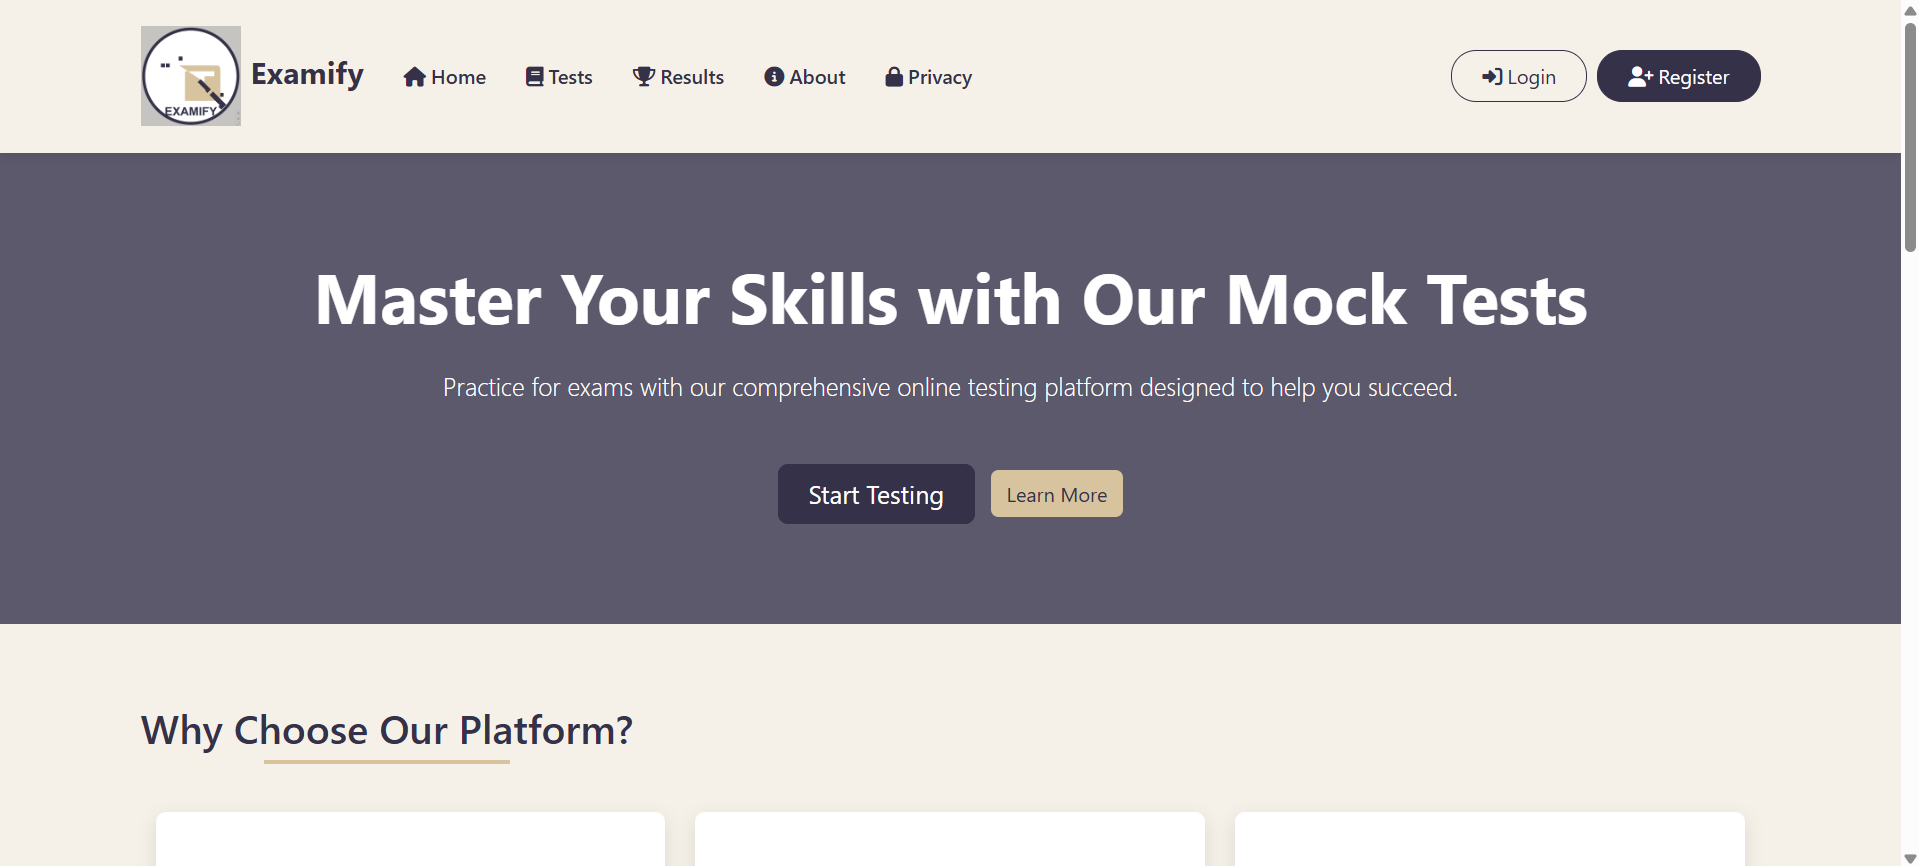 EXAMIFY
Examify
Home
Tests
Results
About
Privacy
Login
Register
Master Your Skills with Our Mock Tests
Practice for exams with our comprehensive online testing platform designed to help you succeed.
Start Testing
Learn More
Why Choose Our Platform?